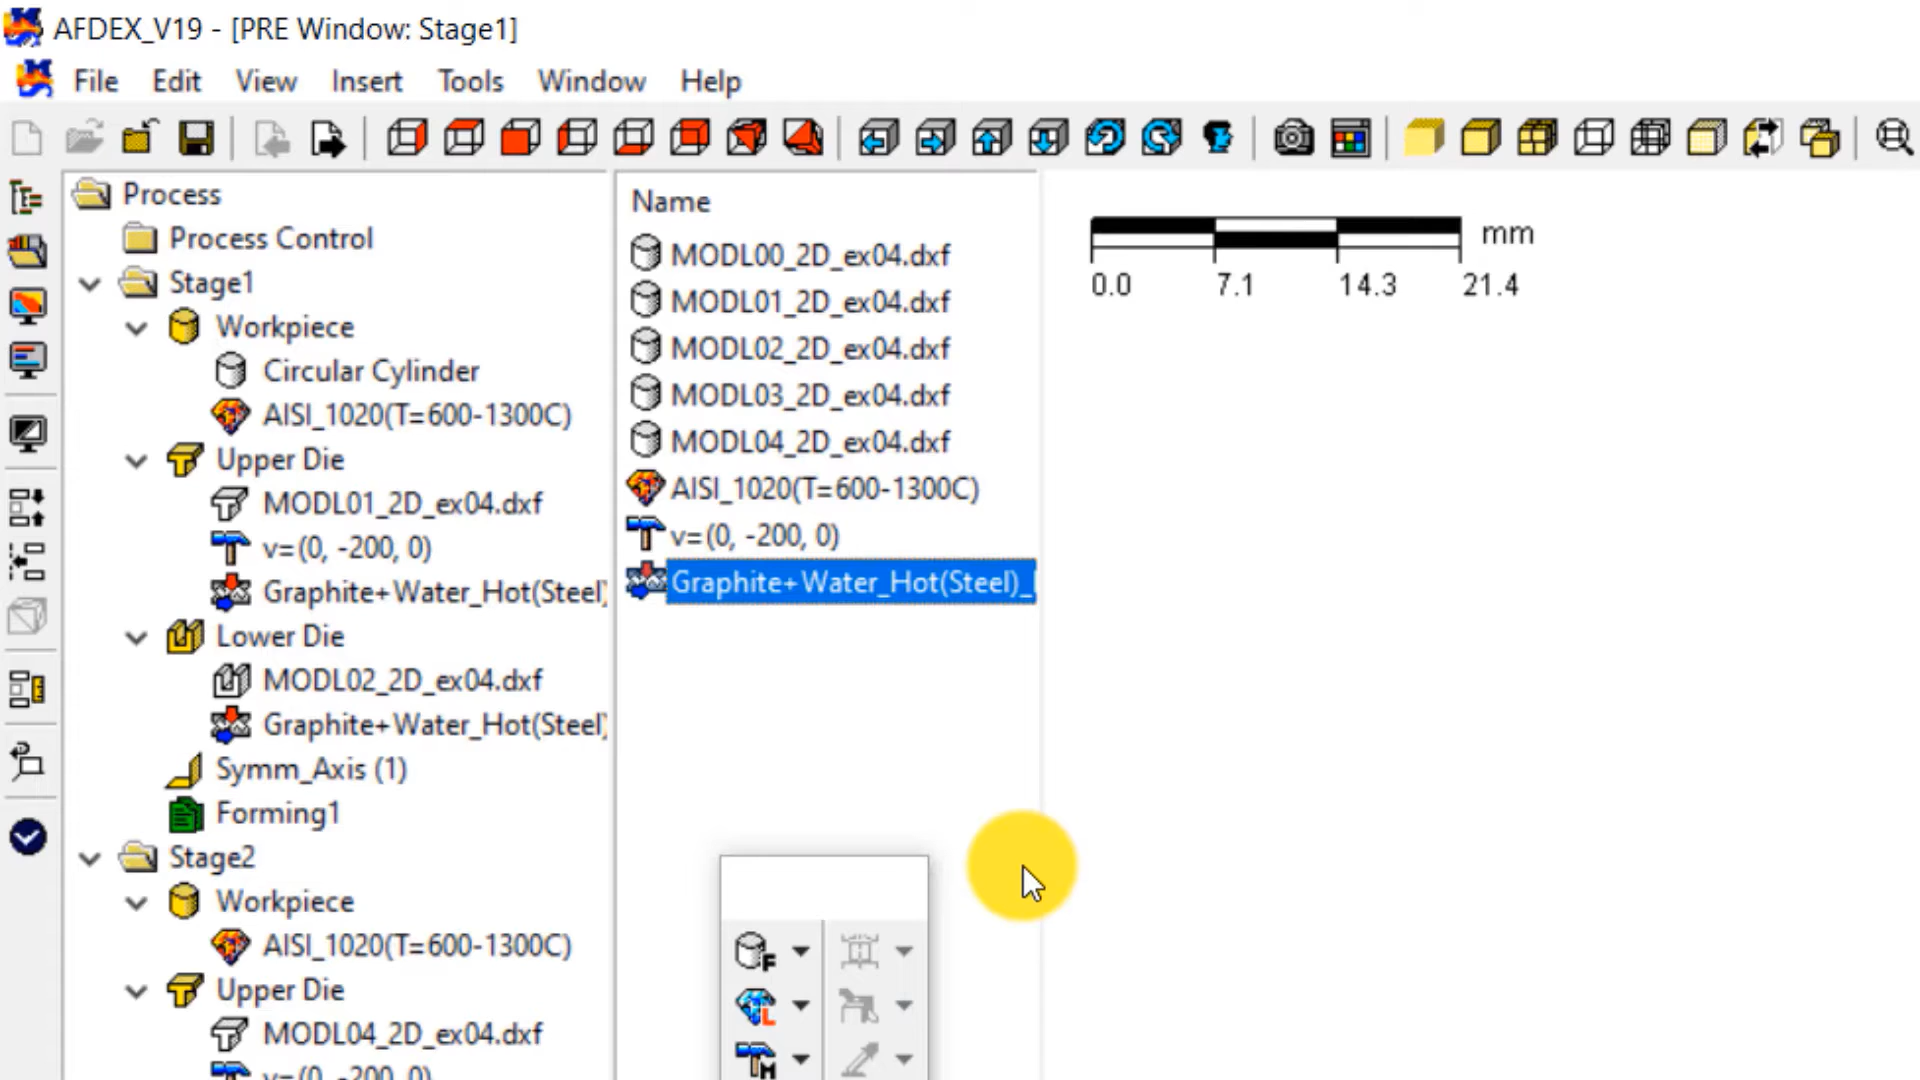 AFDEX_V19 - [PRE Window: Stage1]
File Edit View Insert Tools Window Help
Process
Process Control
Stage1
Workpiece
Circular Cylinder
AISI_1020(T=600-1300C)
Upper Die
MODL01_2D_ex04.dxf
v=(0, -200, 0)
Graphite+Water_Hot(Steel)
Lower Die
MODL02_2D_ex04.dxf
Graphite+Water_Hot(Steel)
Symm_Axis (1)
Forming1
Stage2
Workpiece
AISI_1020(T=600-1300C)
Upper Die
MODL04_2D_ex04.dxf
v=(0, -200, 0)
Name
MODL00_2D_ex04.dxf
MODL01_2D_ex04.dxf
MODL02_2D_ex04.dxf
MODL03_2D_ex04.dxf
MODL04_2D_ex04.dxf
AISI_1020(T=600-1300C)
v=(0, -200, 0)
Graphite+Water_Hot(Steel)_
mm
0.0 7.1 14.3 21.4
F
L
M